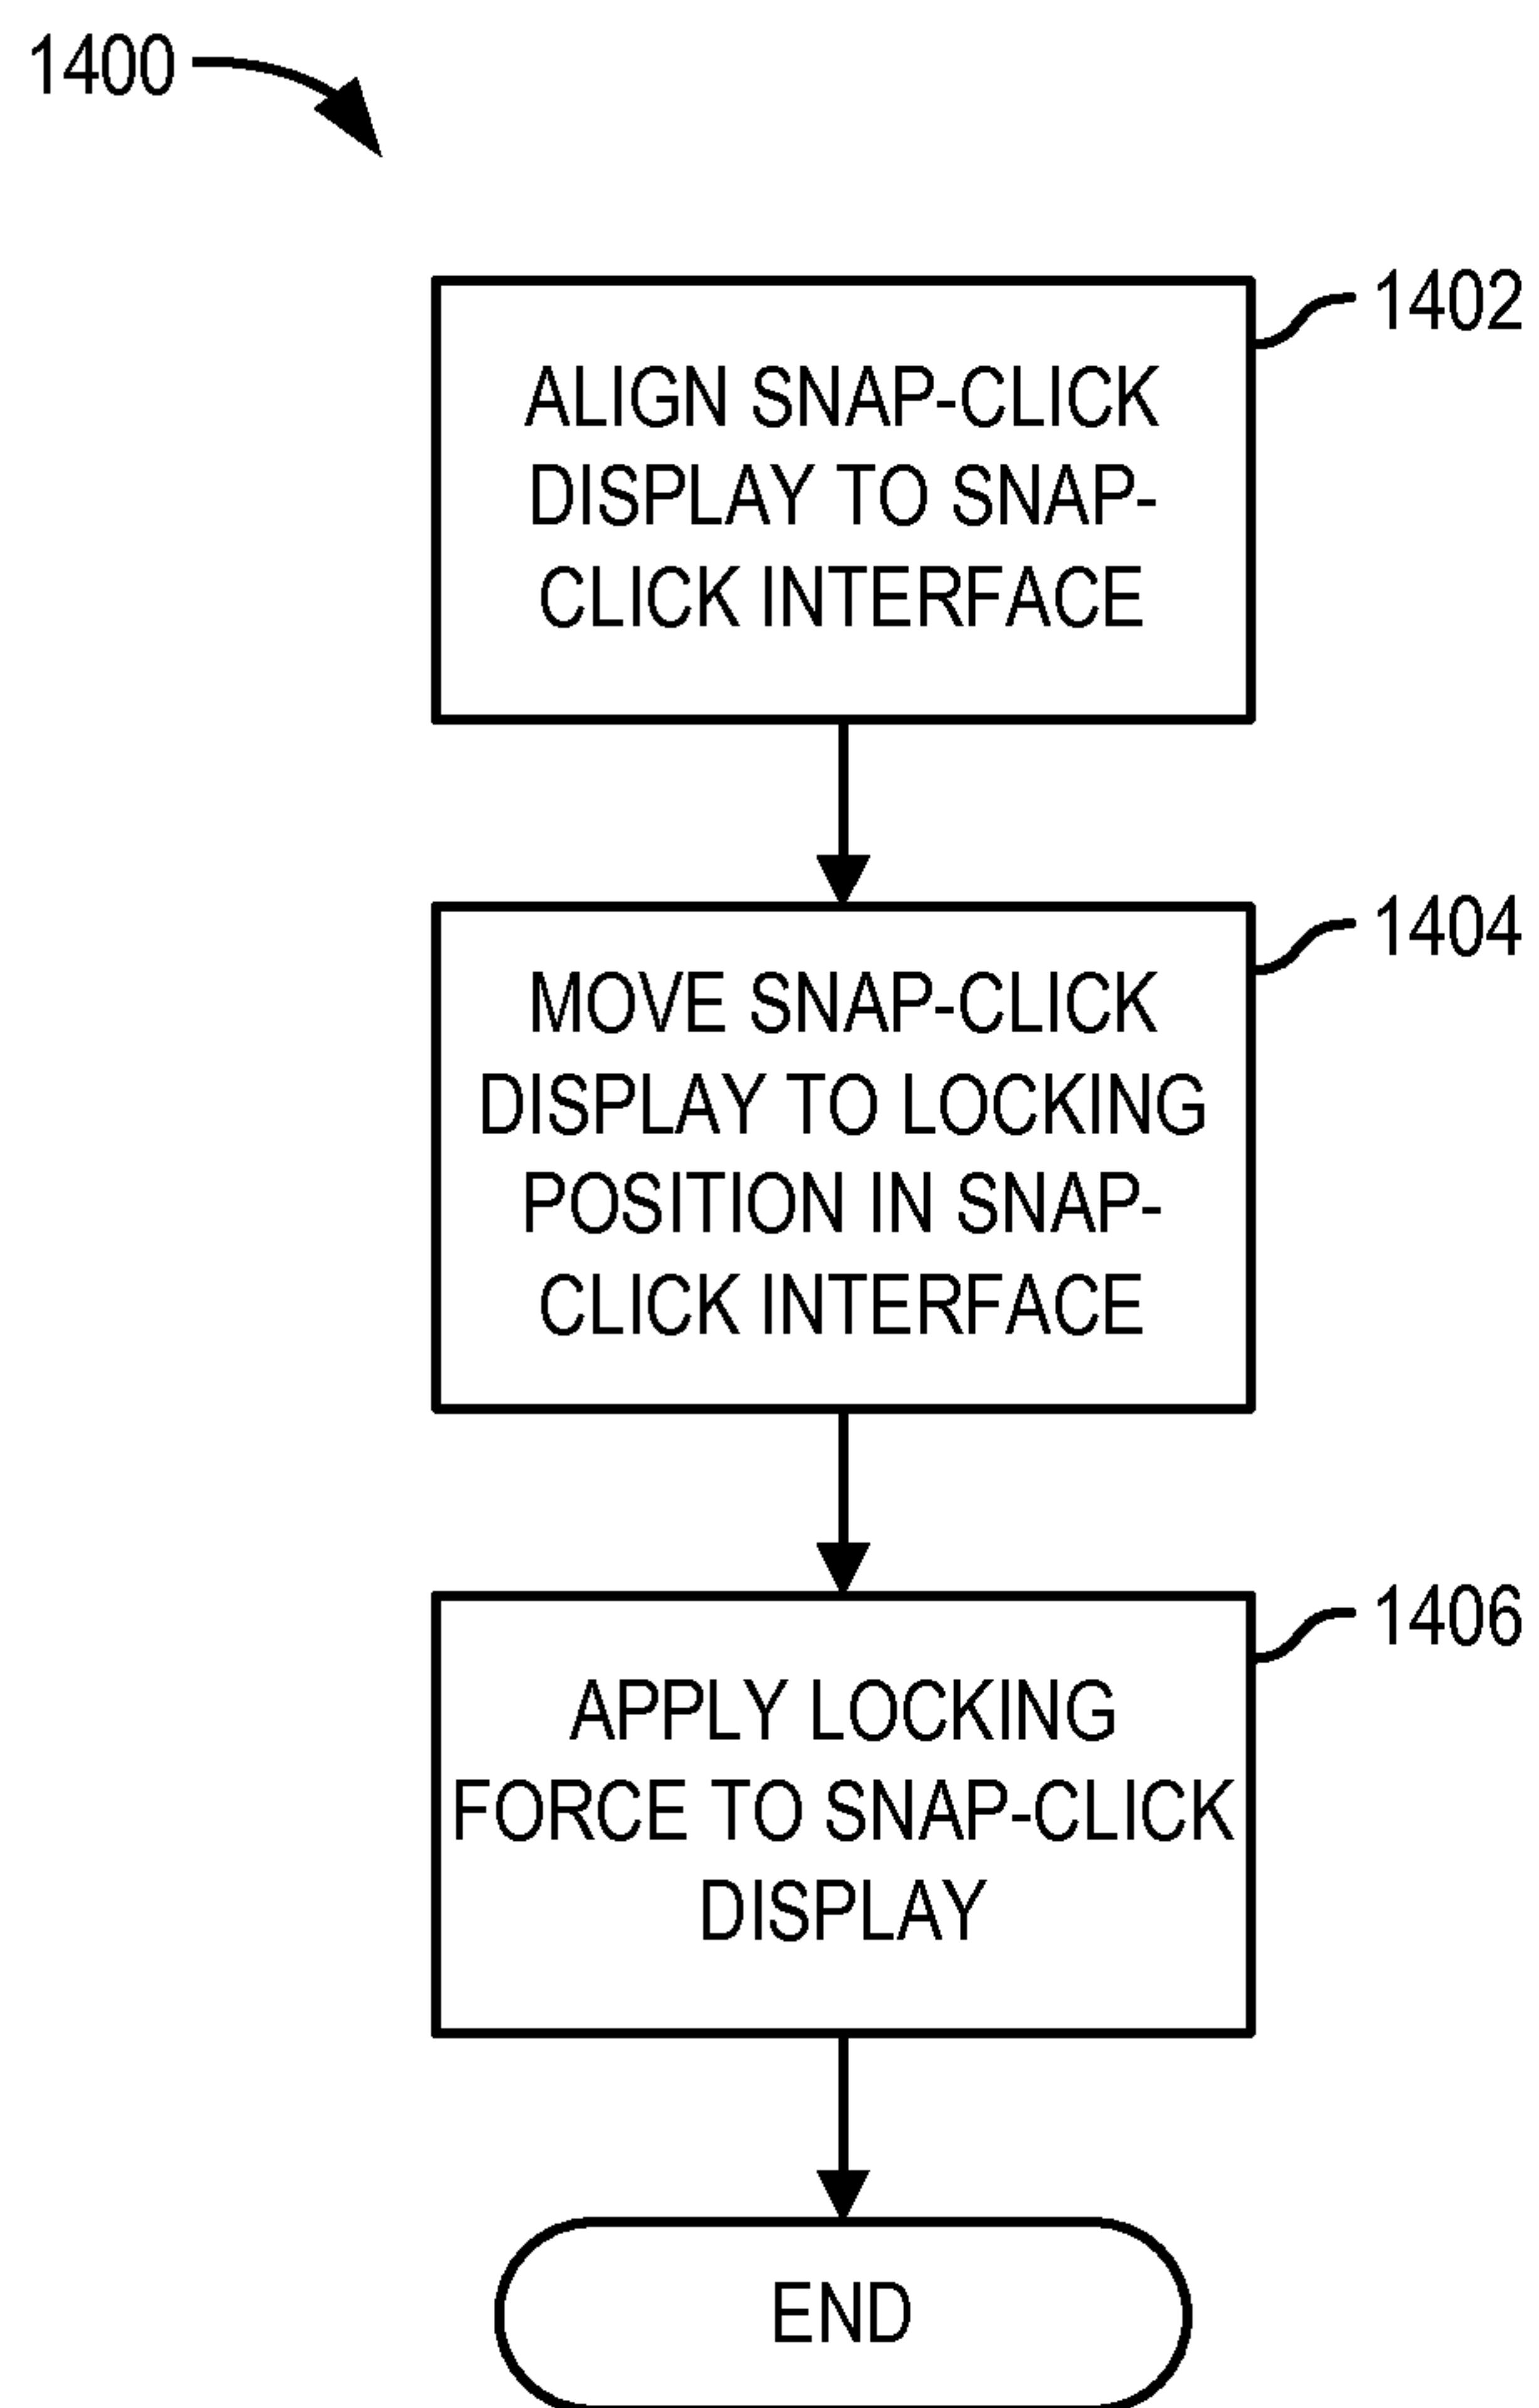 1400
1402
ALIGN SNAP-CLICK
DISPLAY TO SNAP-
CLICK INTERFACE
1404
MOVE SNAP-CLICK
DISPLAY TO LOCKING
POSITION IN SNAP-
CLICK INTERFACE
1406
APPLY LOCKING
FORCE TO SNAP-CLICK
DISPLAY
END